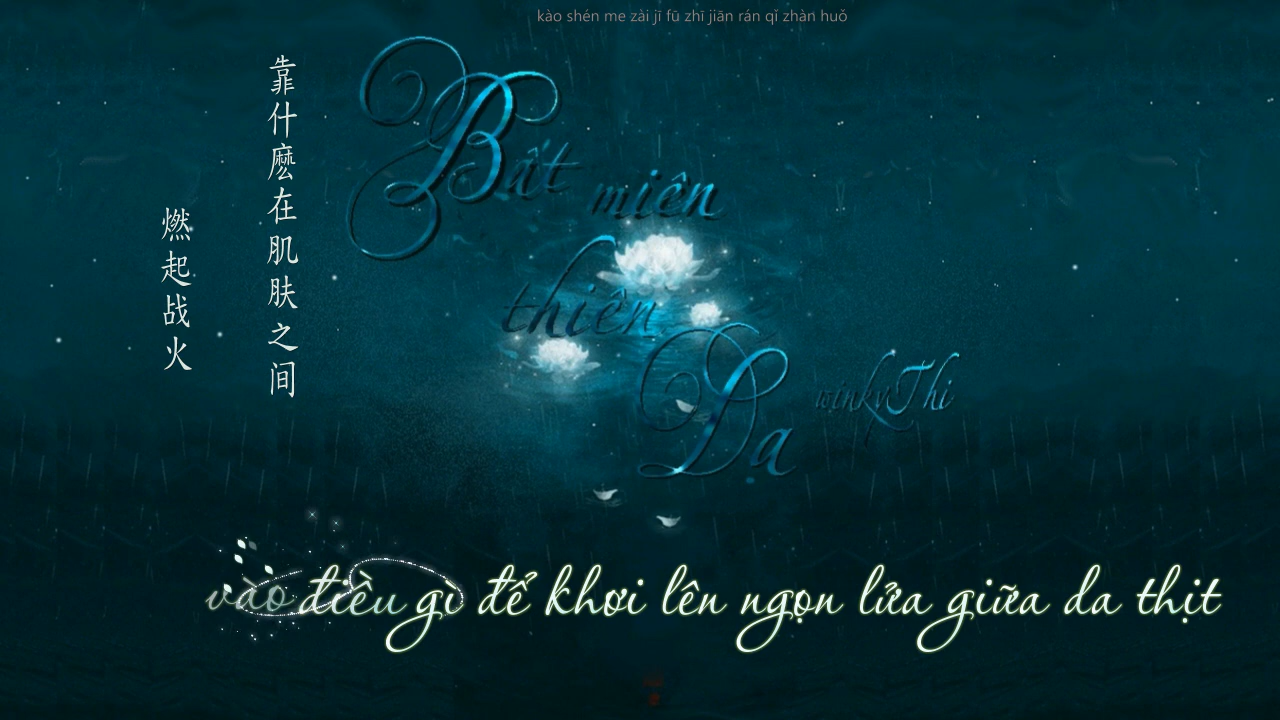 kào shén me zài jī fū zhī jiān rán qǐ zhàn huǒ
靠什麽在肌肤之间
燃起战火
Bất miên
thiên
Dạ
winkyThi
vào điều gì để khơi lên ngọn lửa giữa da thịt